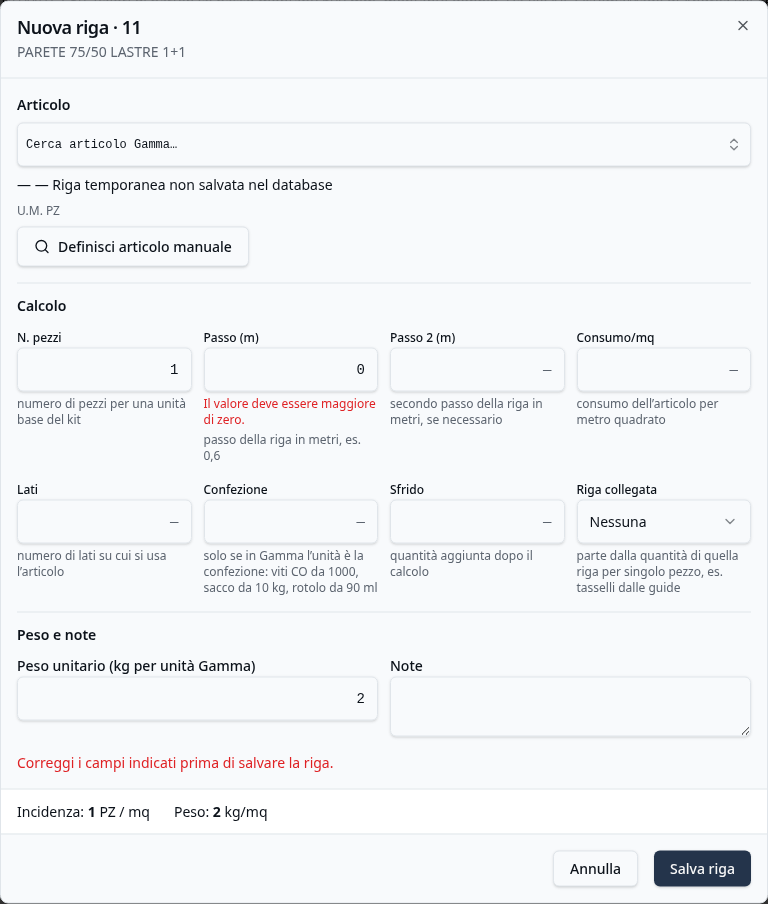 Nuova riga · 11
PARETE 75/50 LASTRE 1+1
Articolo
Cerca articolo Gamma…
— — Riga temporanea non salvata nel database
U.M. PZ
Definisci articolo manuale
Calcolo
N. pezzi
1
numero di pezzi per una unità
base del kit
Passo (m)
0
Il valore deve essere maggiore
di zero.
passo della riga in metri, es.
0,6
Passo 2 (m)
—
secondo passo della riga in
metri, se necessario
Consumo/mq
—
consumo dell’articolo per
metro quadrato
Lati
—
numero di lati su cui si usa
l’articolo
Confezione
—
solo se in Gamma l’unità è la
confezione: viti CO da 1000,
sacco da 10 kg, rotolo da 90 ml
Sfrido
—
quantità aggiunta dopo il
calcolo
Riga collegata
Nessuna
parte dalla quantità di quella
riga per singolo pezzo, es.
tasselli dalle guide
Peso e note
Peso unitario (kg per unità Gamma)
2
Note
Correggi i campi indicati prima di salvare la riga.
Incidenza: 1 PZ / mq Peso: 2 kg/mq
Annulla
Salva riga